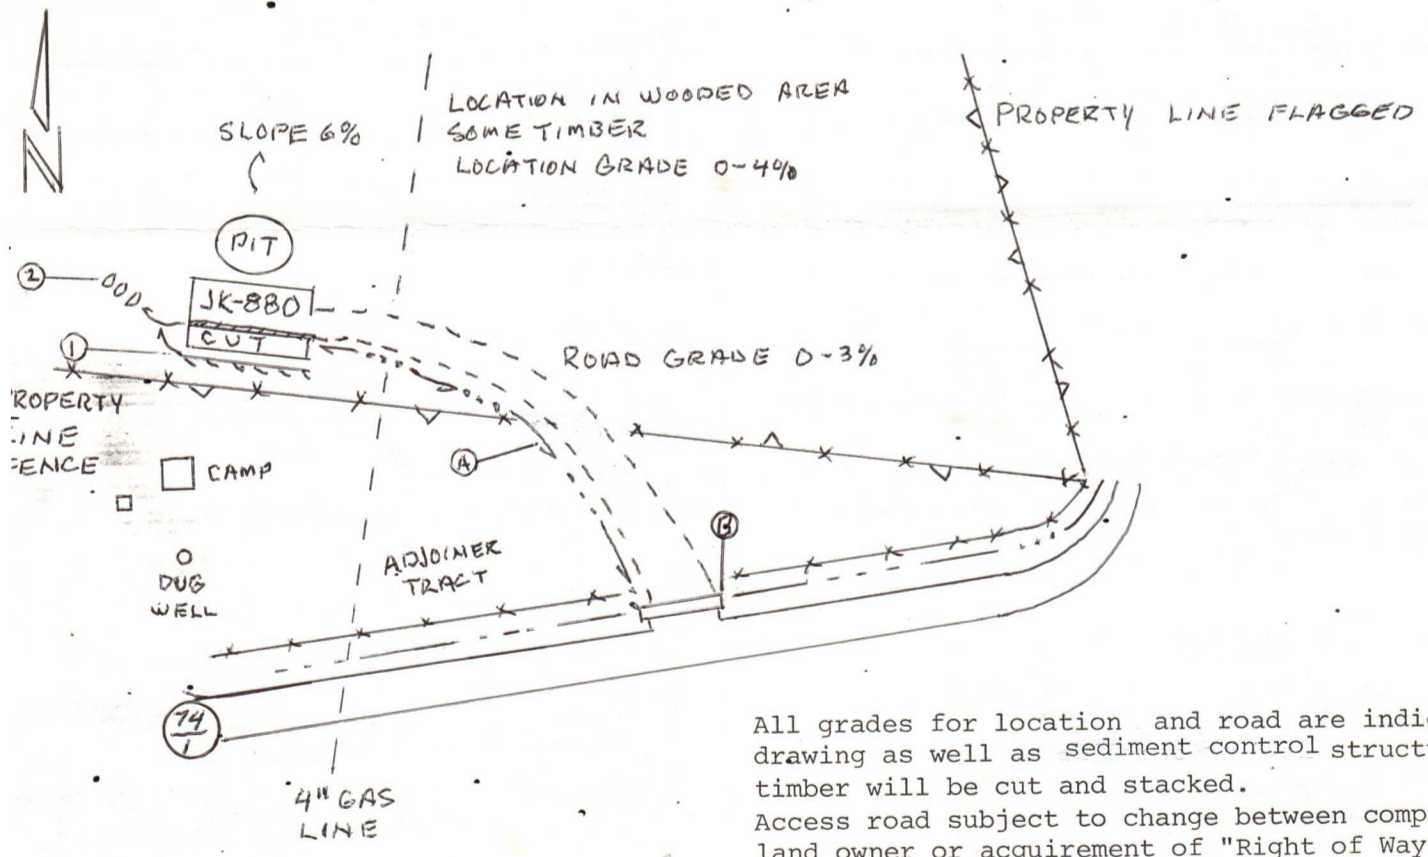 N
SLOPE 6%
LOCATION IN WOODED AREA
SOME TIMBER
LOCATION GRADE 0-4%
PROPERTY LINE FLAGGED
PIT
2
JK-880
CUT
1
ROAD GRADE 0-3%
ROPERTY
LINE
FENCE
A
CAMP
B
DUG
WELL
ADJOINER
TRACT
74
1
4" GAS
LINE
All grades for location and road are indi
drawing as well as sediment control struct
timber will be cut and stacked.
Access road subject to change between comp
land owner or acquirement of "Right of Way